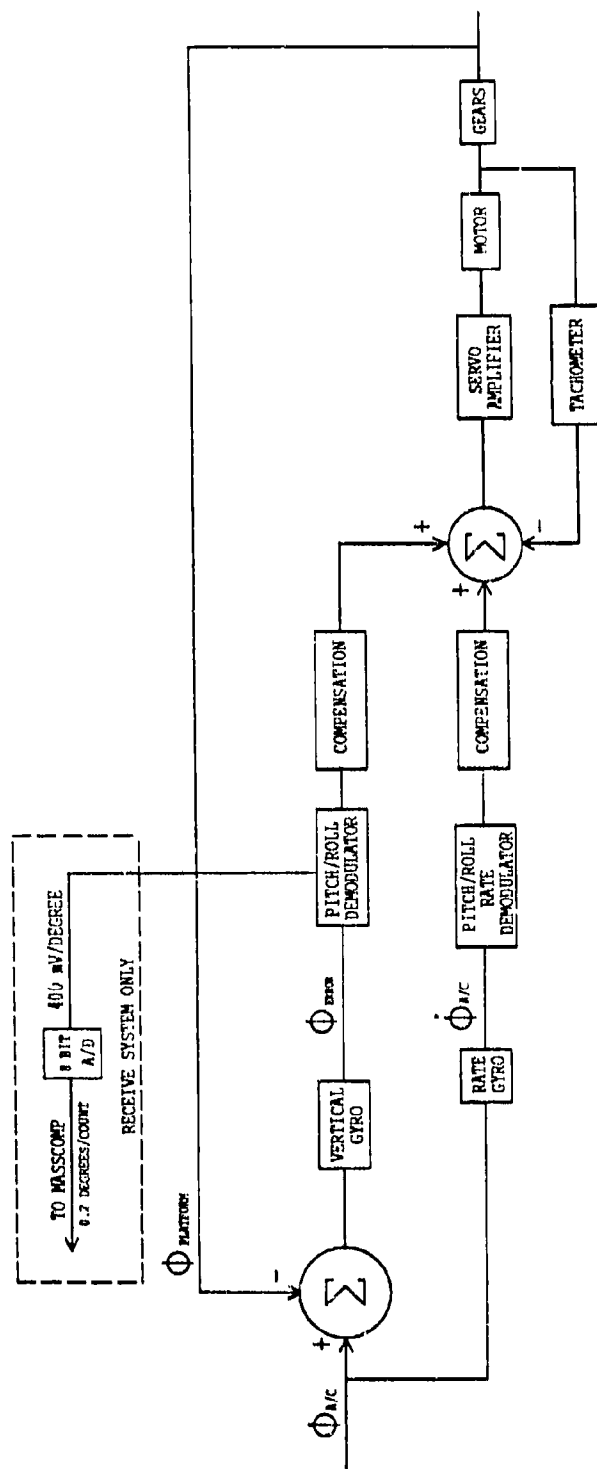 TO MASSCOMP
0.2 DEGREES/COUNT
8 BIT
A/D
400 mV/DEGREE
RECEIVE SYSTEM ONLY
ϕ PLATFORM
ϕ A/C
+
-
Σ
VERTICAL
GYRO
ϕ ERROR
PITCH/ROLL
DEMODULATOR
COMPENSATION
+
RATE
GYRO
ϕ̇ A/C
PITCH/ROLL
RATE
DEMODULATOR
COMPENSATION
+
Σ
-
SERVO
AMPLIFIER
MOTOR
GEARS
TACHOMETER